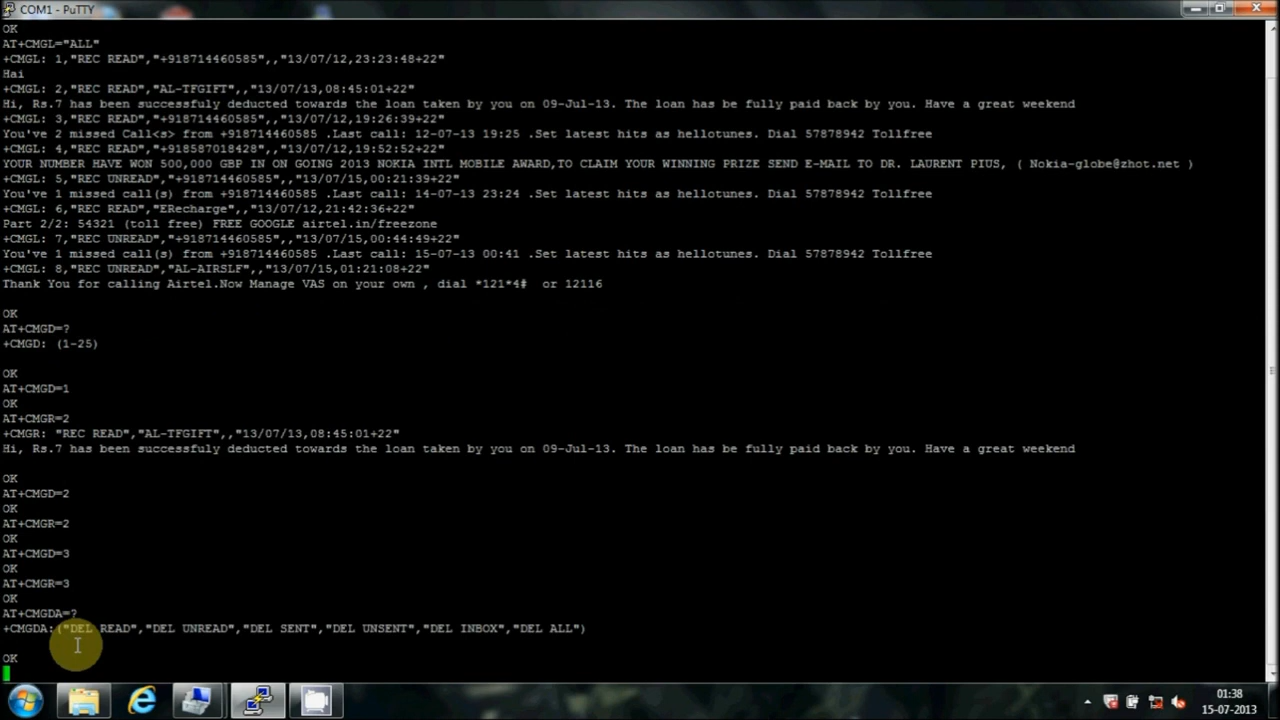 COM1 - PuTTY
OK
AT+CMGL="ALL"
+CMGL: 1,"REC READ","+918714460585",,"13/07/12,23:23:48+22"
Hai
+CMGL: 2,"REC READ","AL-TFGIFT",,"13/07/13,08:45:01+22"
Hi, Rs.7 has been successfuly deducted towards the loan taken by you on 09-Jul-13. The loan has be fully paid back by you. Have a great weekend
+CMGL: 3,"REC READ","+918714460585",,"13/07/12,19:26:39+22"
You've 2 missed Call<s> from +918714460585 .Last call: 12-07-13 19:25 .Set latest hits as hellotunes. Dial 57878942 Tollfree
+CMGL: 4,"REC READ","+918587018428",,"13/07/12,19:52:52+22"
YOUR NUMBER HAVE WON 500,000 GBP IN ON GOING 2013 NOKIA INTL MOBILE AWARD,TO CLAIM YOUR WINNING PRIZE SEND E-MAIL TO DR. LAURENT PIUS, ( Nokia-globe@zhot.net )
+CMGL: 5,"REC UNREAD","+918714460585",,"13/07/15,00:21:39+22"
You've 1 missed call(s) from +918714460585 .Last call: 14-07-13 23:24 .Set latest hits as hellotunes. Dial 57878942 Tollfree
+CMGL: 6,"REC READ","ERecharge",,"13/07/12,21:42:36+22"
Part 2/2: 54321 (toll free) FREE GOOGLE airtel.in/freezone
+CMGL: 7,"REC UNREAD","+918714460585",,"13/07/15,00:44:49+22"
You've 1 missed call(s) from +918714460585 .Last call: 15-07-13 00:41 .Set latest hits as hellotunes. Dial 57878942 Tollfree
+CMGL: 8,"REC UNREAD","AL-AIRSLF",,"13/07/15,01:21:08+22"
Thank You for calling Airtel.Now Manage VAS on your own , dial *121*4#  or 12116
OK
AT+CMGD=?
+CMGD: (1-25)
OK
AT+CMGD=1
OK
AT+CMGR=2
+CMGR: "REC READ","AL-TFGIFT",,"13/07/13,08:45:01+22"
Hi, Rs.7 has been successfuly deducted towards the loan taken by you on 09-Jul-13. The loan has be fully paid back by you. Have a great weekend
OK
AT+CMGD=2
OK
AT+CMGR=2
OK
AT+CMGD=3
OK
AT+CMGR=3
OK
AT+CMGDA=?
+CMGDA:("DEL READ","DEL UNREAD","DEL SENT","DEL UNSENT","DEL INBOX","DEL ALL")
OK
01:38
15-07-2013